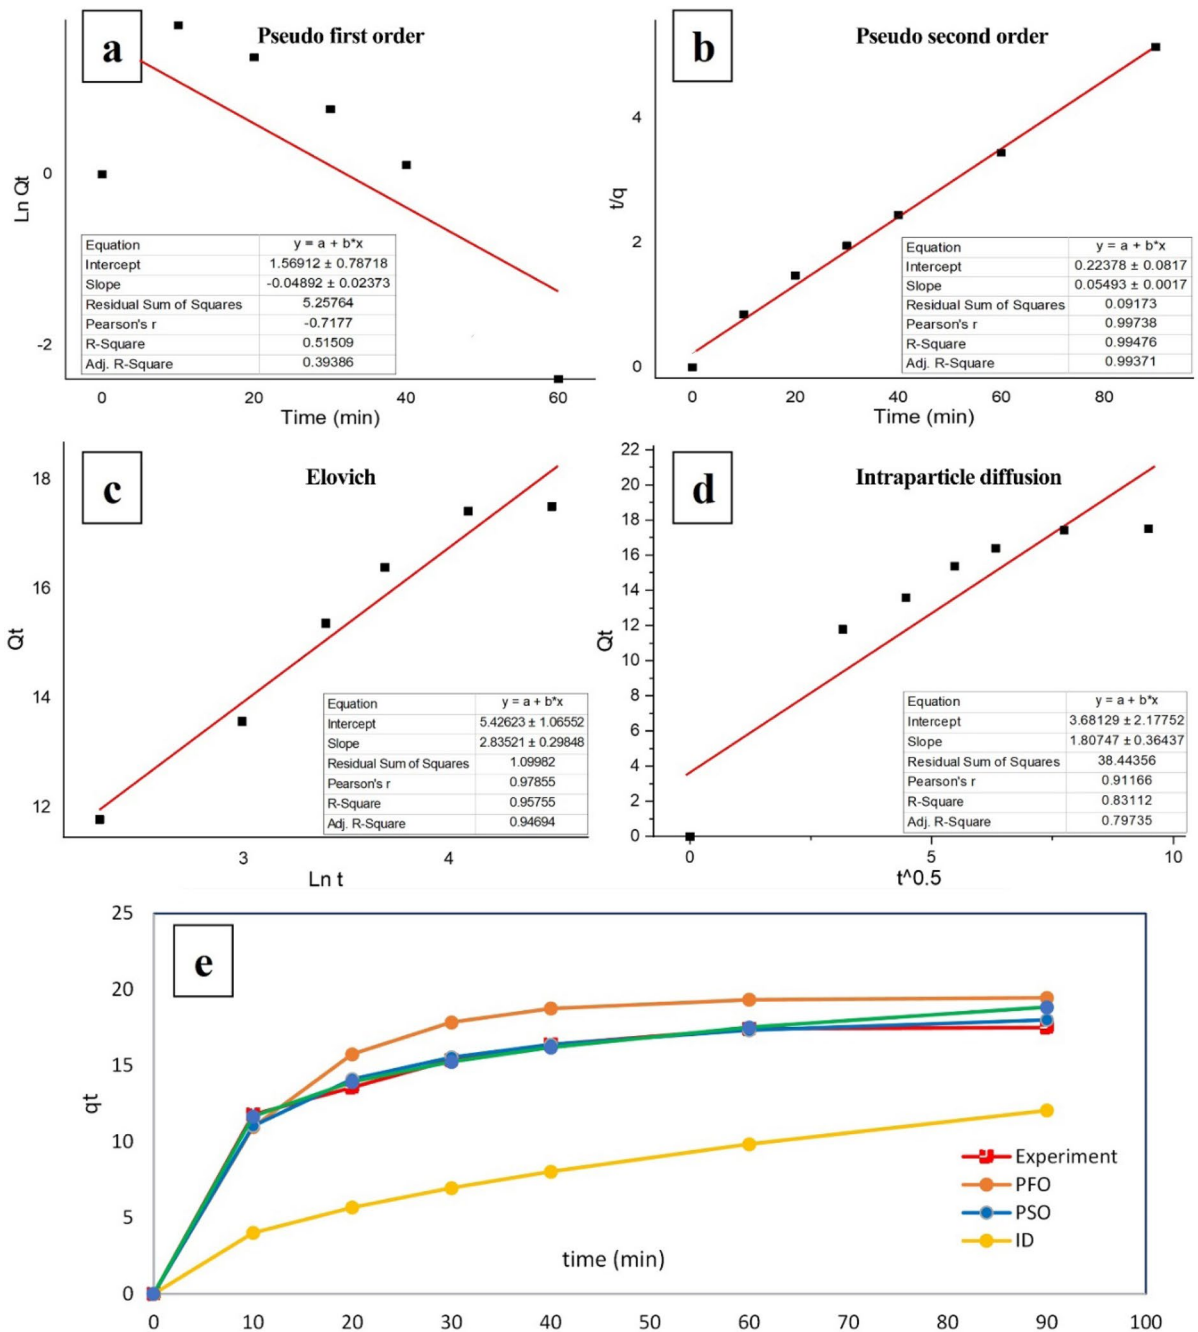 a
Pseudo first order
Ln Qt
0
-2
Equation y = a + b*x
Intercept 1.56912 ± 0.78718
Slope -0.04892 ± 0.02373
Residual Sum of Squares 5.25764
Pearson's r -0.7177
R-Square 0.51509
Adj. R-Square 0.39386
0 20 40 60
Time (min)
b
Pseudo second order
t/q
4
2
0
Equation y = a + b*x
Intercept 0.22378 ± 0.0817
Slope 0.05493 ± 0.0017
Residual Sum of Squares 0.09173
Pearson's r 0.99738
R-Square 0.99476
Adj. R-Square 0.99371
0 20 40 60 80
Time (min)
c
Elovich
Qt
18
16
14
12
Equation y = a + b*x
Intercept 5.42623 ± 1.06552
Slope 2.83521 ± 0.29848
Residual Sum of Squares 1.09982
Pearson's r 0.97855
R-Square 0.95755
Adj. R-Square 0.94694
3 4
Ln t
d
Intraparticle diffusion
Qt
22
20
18
16
14
12
10
8
6
4
2
0
Equation y = a + b*x
Intercept 3.68129 ± 2.17752
Slope 1.80747 ± 0.36437
Residual Sum of Squares 38.44356
Pearson's r 0.91166
R-Square 0.83112
Adj. R-Square 0.79735
0 5 10
t^0.5
e
qt
25
20
15
10
5
0
Experiment
PFO
PSO
ID
time (min)
0 10 20 30 40 50 60 70 80 90 100